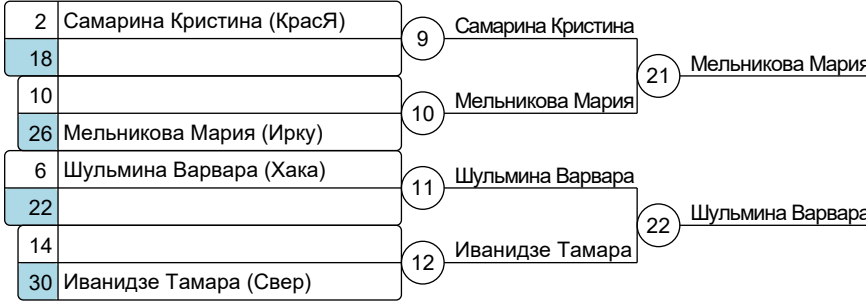 2 Самарина Кристина (КрасЯ)
18
9 Самарина Кристина
10
26 Мельникова Мария (Ирку)
10 Мельникова Мария
21 Мельникова Мария
6 Шульмина Варвара (Хака)
22
11 Шульмина Варвара
14
30 Иванидзе Тамара (Свер)
12 Иванидзе Тамара
22 Шульмина Варвара